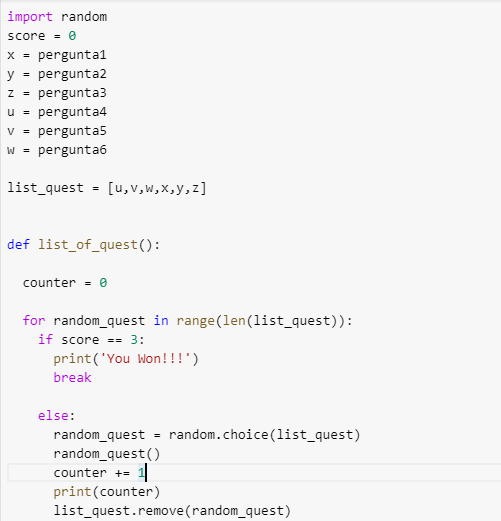 import random
score = 0
x = pergunta1
y = pergunta2
z = pergunta3
u = pergunta4
v = pergunta5
w = pergunta6

list_quest = [u,v,w,x,y,z]


def list_of_quest():

  counter = 0

  for random_quest in range(len(list_quest)):
    if score == 3:
      print('You Won!!!')
      break

    else:
      random_quest = random.choice(list_quest)
      random_quest()
      counter += 1
      print(counter)
      list_quest.remove(random_quest)